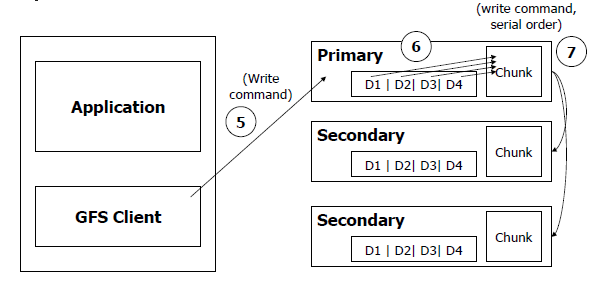 (write command,
serial order)
6
7
Primary
Chunk
D1 | D2| D3| D4
(Write
command)
5
Application
Secondary
Chunk
D1 | D2| D3| D4
GFS Client
Secondary
Chunk
D1 | D2| D3| D4